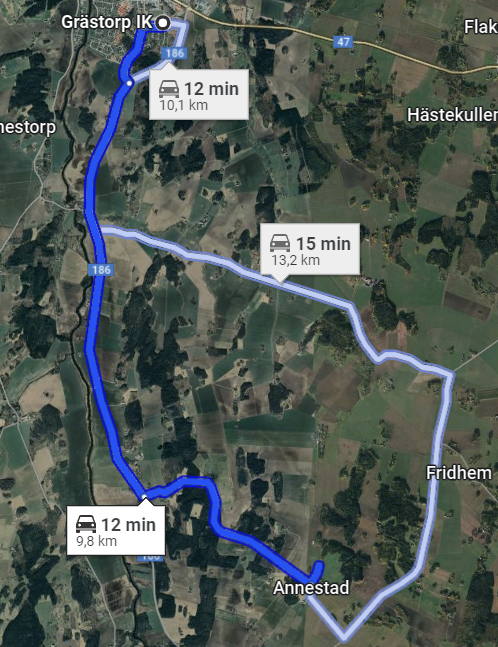 Grästorp IK
Flak
47
186
12 min
10,1 km
Hästekuller
nestorp
15 min
13,2 km
186
Fridhem
12 min
9,8 km
Annestad